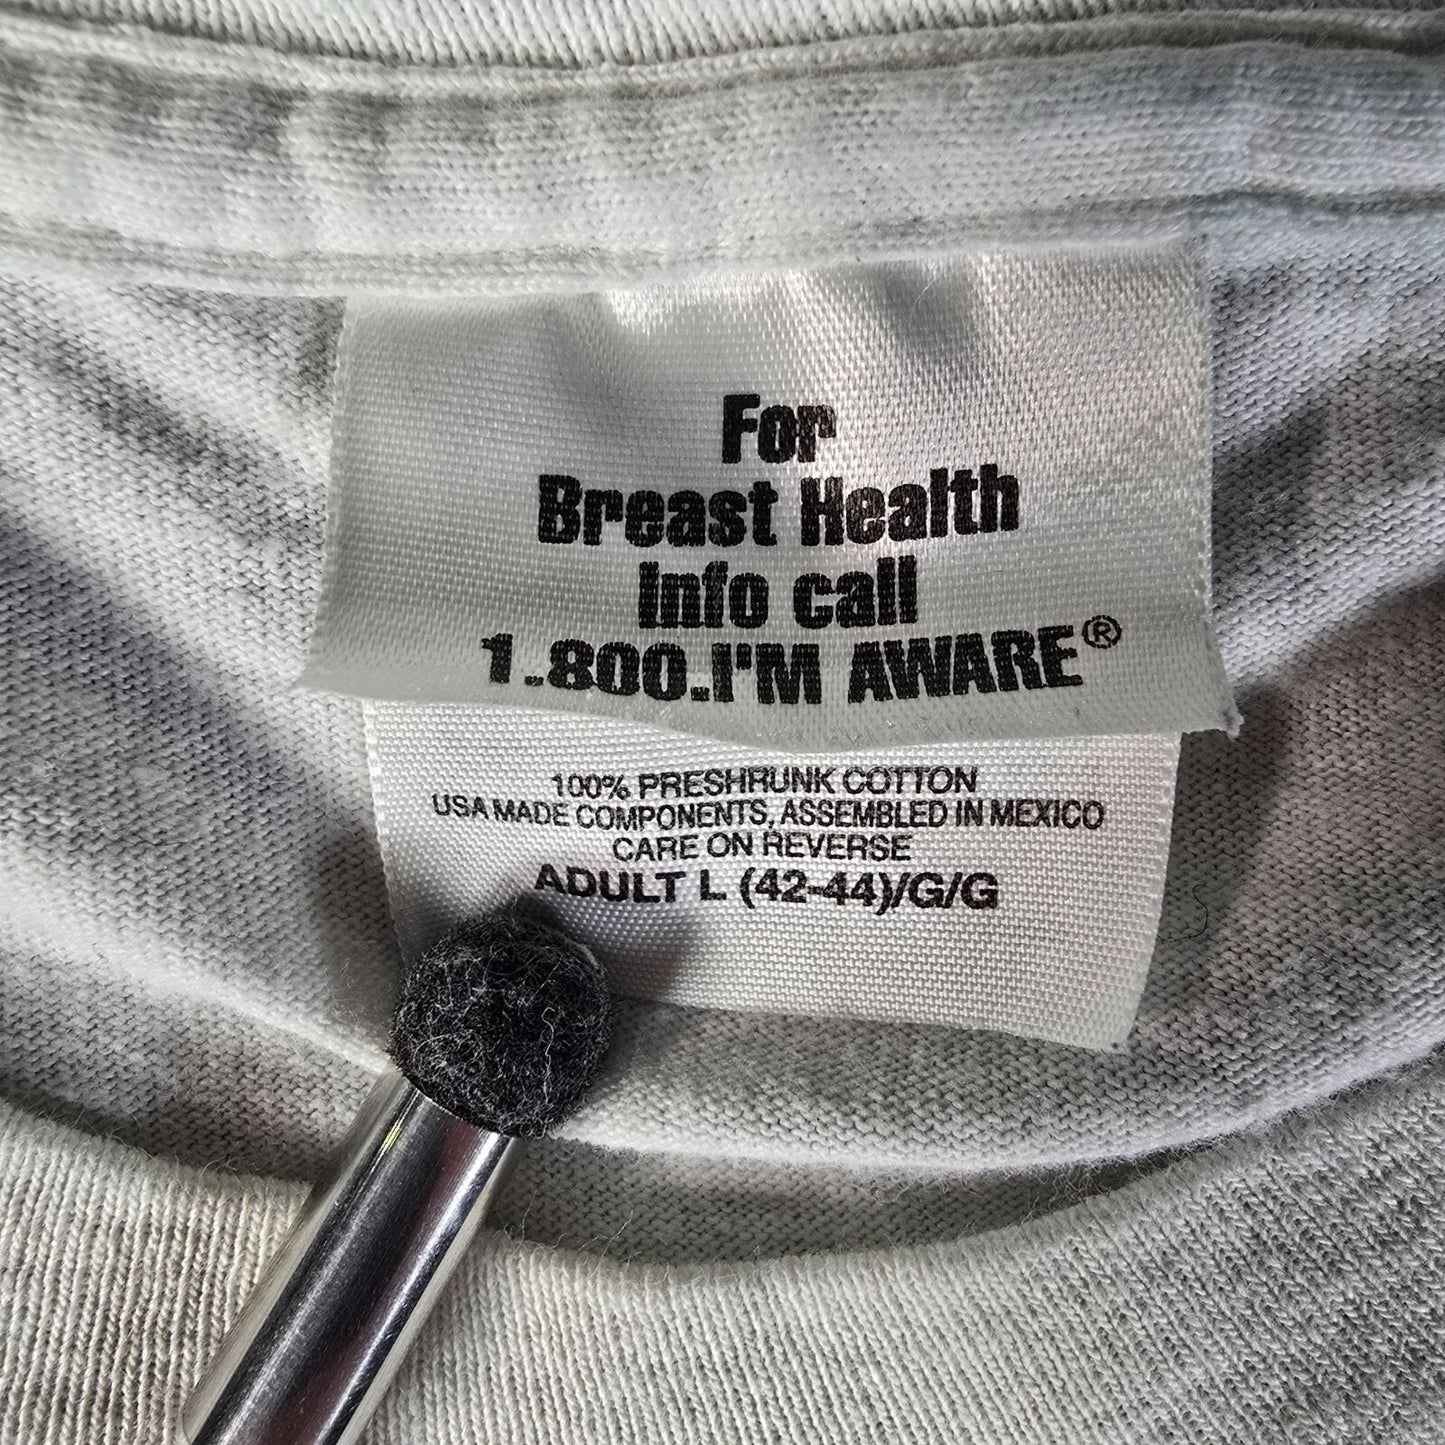 For
Breast Health
Info call
1.800.I'M AWARE®
100% PRESHRUNK COTTON
USA MADE COMPONENTS, ASSEMBLED IN MEXICO
CARE ON REVERSE
ADULT L (42-44)/G/G